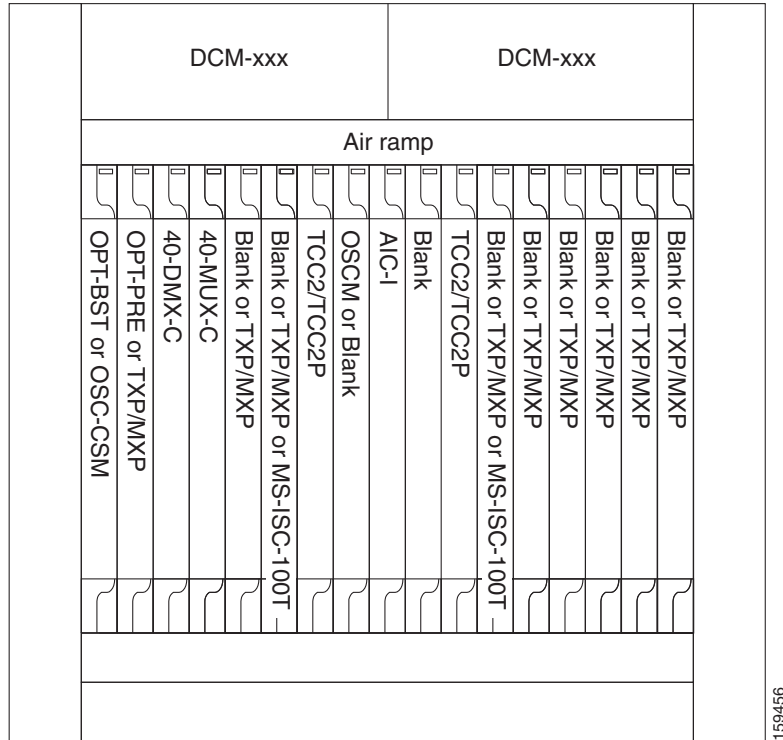 DCM-xxx
DCM-xxx
Air ramp
OPT-BST or OSC-CSM
OPT-PRE or TXP/MXP
40-DMX-C
40-MUX-C
Blank or TXP/MXP
Blank or TXP/MXP or MS-ISC-100T
TCC2/TCC2P
OSCM or Blank
AIC-I
Blank
TCC2/TCC2P
Blank or TXP/MXP or MS-ISC-100T
Blank or TXP/MXP
Blank or TXP/MXP
Blank or TXP/MXP
Blank or TXP/MXP
Blank or TXP/MXP
159456